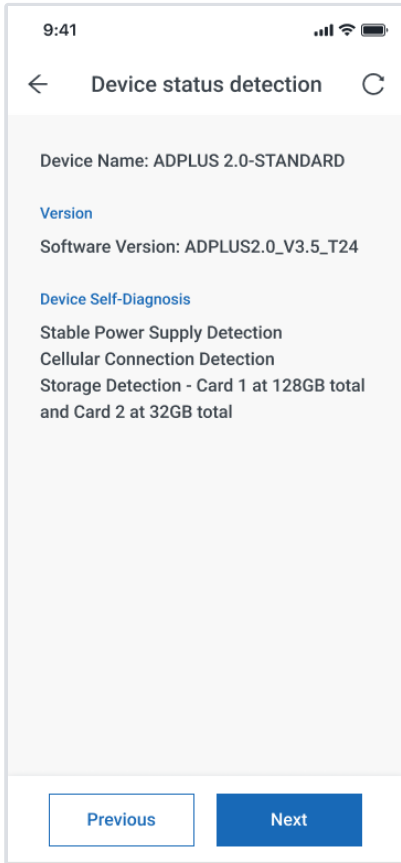 9:41
Device status detection
Device Name: ADPLUS 2.0-STANDARD
Version
Software Version: ADPLUS2.0_V3.5_T24
Device Self-Diagnosis
Stable Power Supply Detection
Cellular Connection Detection
Storage Detection - Card 1 at 128GB total
and Card 2 at 32GB total
Previous
Next